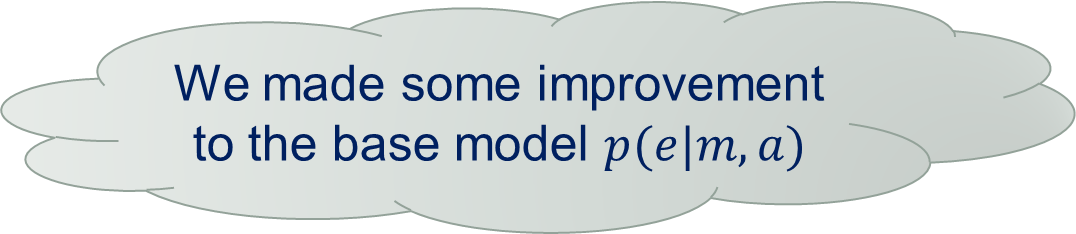 We made some improvement
to the base model 𝑝(𝑒|𝑚, 𝑎)